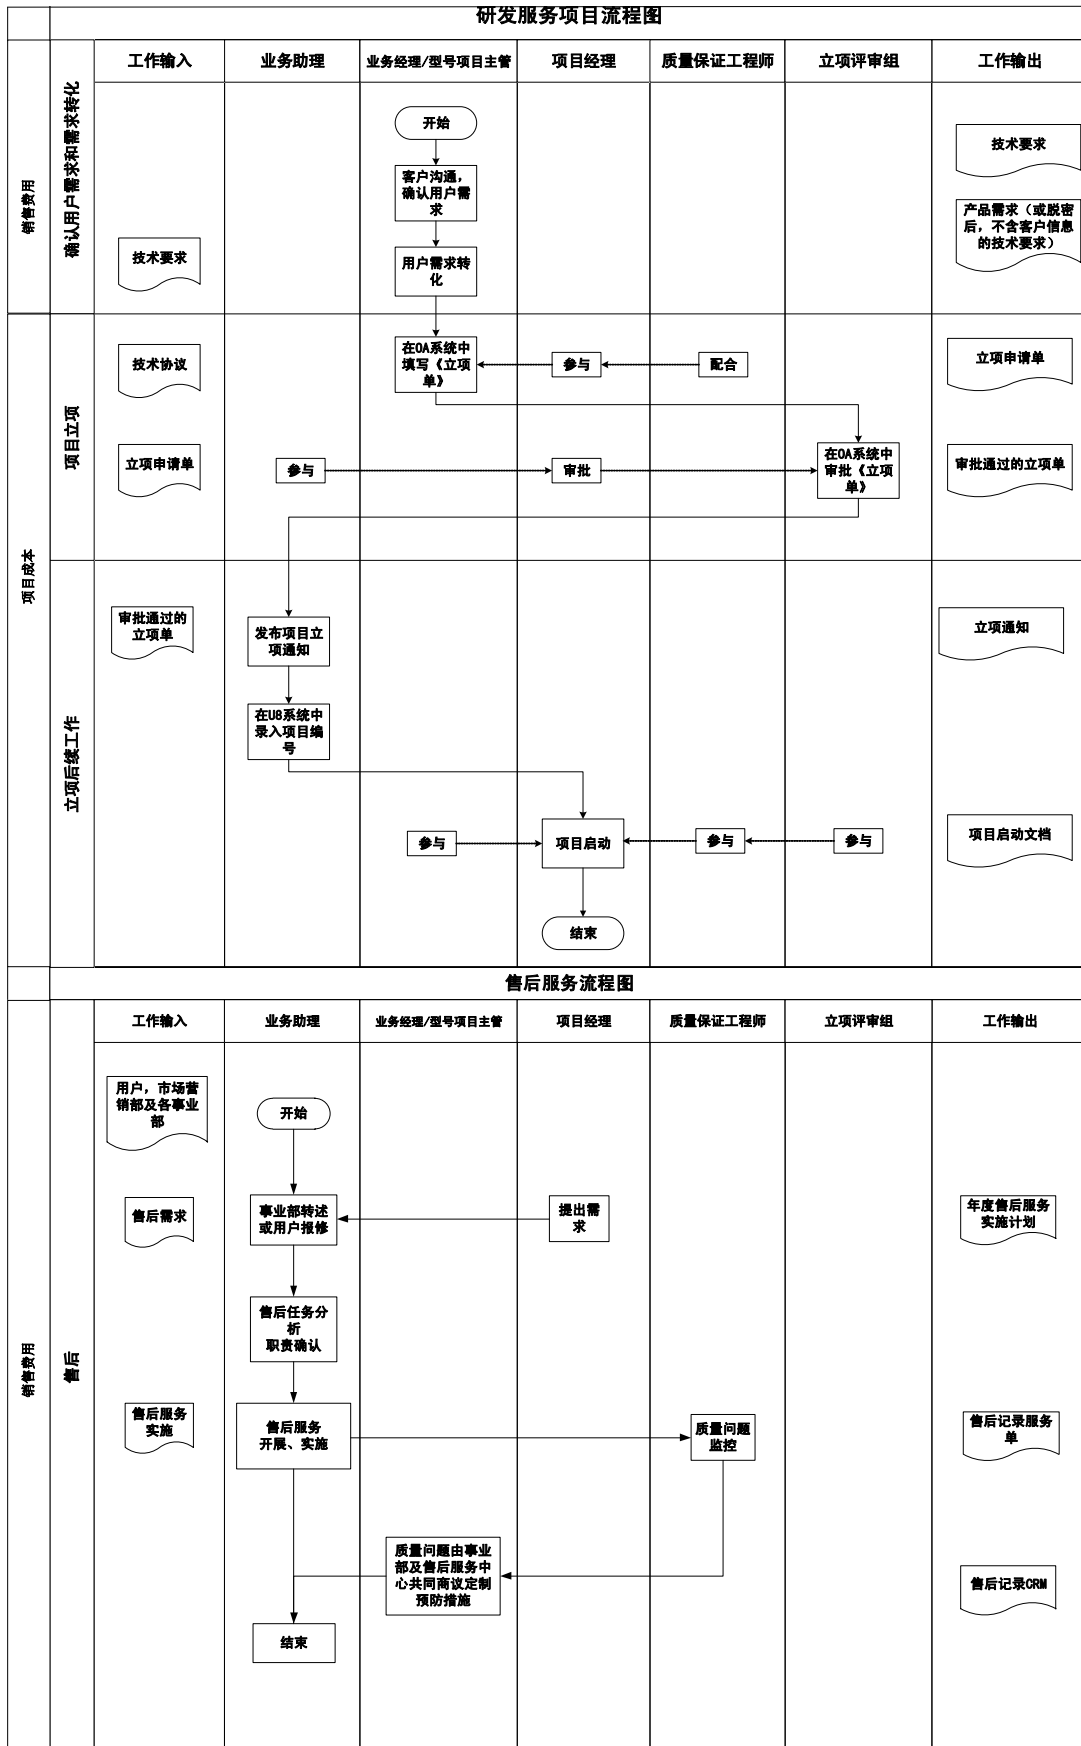 研发服务项目流程图
工作输入
业务助理
业务经理/型号项目主管
项目经理
质量保证工程师
立项评审组
工作输出
销售费用
确认用户需求和需求转化
开始
客户沟通，
确认用户需
求
用户需求转
化
技术要求
技术要求
产品需求（或脱密
后，不含客户信息
的技术要求）
项目成本
项目立项
技术协议
在OA系统中
填写《立项
单》
参与
配合
立项申请单
立项申请单
参与
审批
在OA系统中
审批《立项
单》
审批通过的立项单
立项后续工作
审批通过的
立项单
发布项目立
项通知
立项通知
在U8系统中
录入项目编
号
参与
项目启动
参与
参与
项目启动文档
结束
售后服务流程图
工作输入
业务助理
业务经理/型号项目主管
项目经理
质量保证工程师
立项评审组
工作输出
销售费用
售后
用户，市场营
销部及各事业
部
开始
售后需求
事业部转述
或用户报修
提出需
求
年度售后服务
实施计划
售后任务分
析
职责确认
售后服务
实施
售后服务
开展、实施
质量问题
监控
售后记录服务
单
质量问题由事业
部及售后服务中
心共同商议定制
预防措施
售后记录CRM
结束